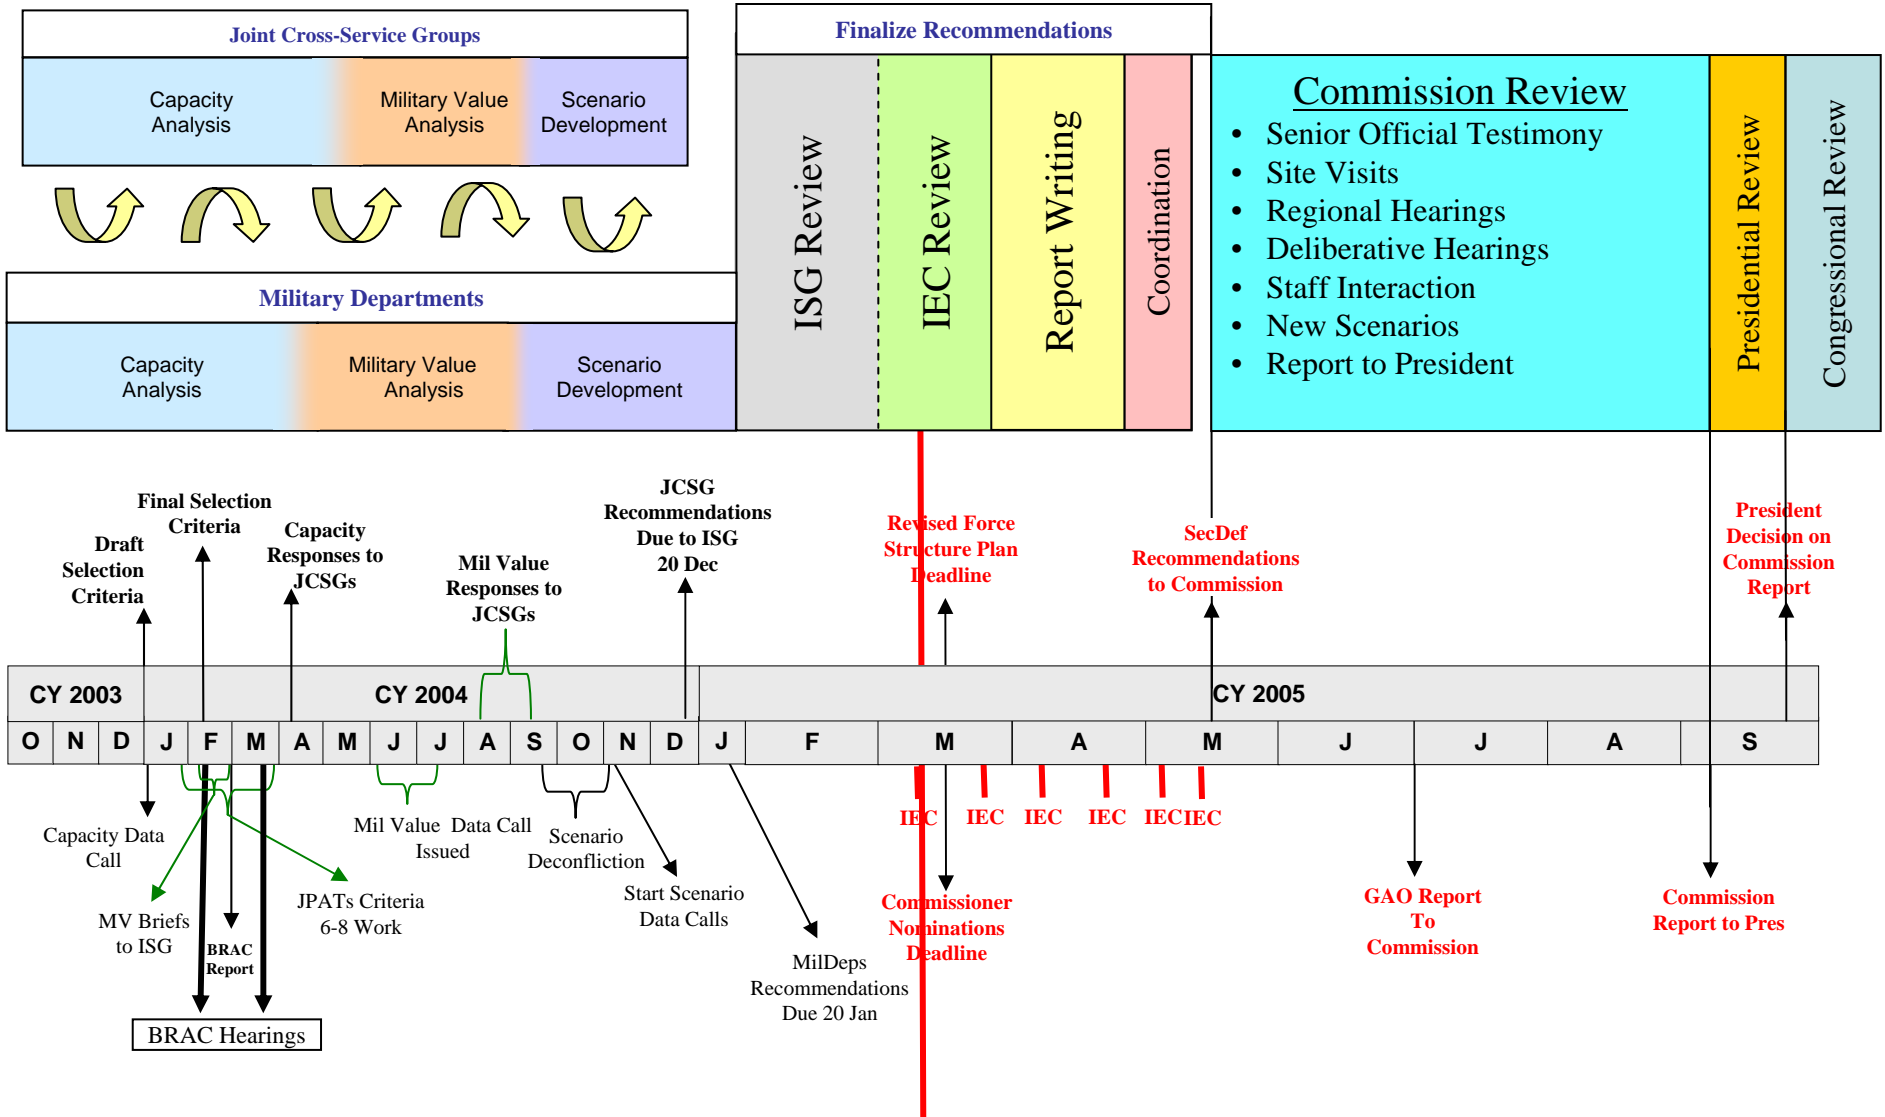 Joint Cross-Service Groups
Capacity
Analysis
Military Value
Analysis
Scenario
Development
Military Departments
Capacity
Analysis
Military Value
Analysis
Scenario
Development
Finalize Recommendations
ISG Review
IEC Review
Report Writing
Coordination
Commission Review
• Senior Official Testimony
• Site Visits
• Regional Hearings
• Deliberative Hearings
• Staff Interaction
• New Scenarios
• Report to President
Presidential Review
Congressional Review
Draft
Selection
Criteria
Final Selection
Criteria
Capacity
Responses to
JCSGs
Mil Value
Responses to
JCSGs
JCSG
Recommendations
Due to ISG
20 Dec
Revised Force
Structure Plan
Deadline
SecDef
Recommendations
to Commission
President
Decision on
Commission
Report
CY 2003
CY 2004
CY 2005
O N D J F M A M J J A S O N D J F M A M J J A S
Capacity Data
Call
MV Briefs
to ISG
BRAC
Report
BRAC Hearings
JPATs Criteria
6-8 Work
Mil Value Data Call
Issued
Scenario
Deconfliction
Start Scenario
Data Calls
MilDeps
Recommendations
Due 20 Jan
IEC IEC IEC IEC IEC IEC
Commissioner
Nominations
Deadline
GAO Report
To
Commission
Commission
Report to Pres